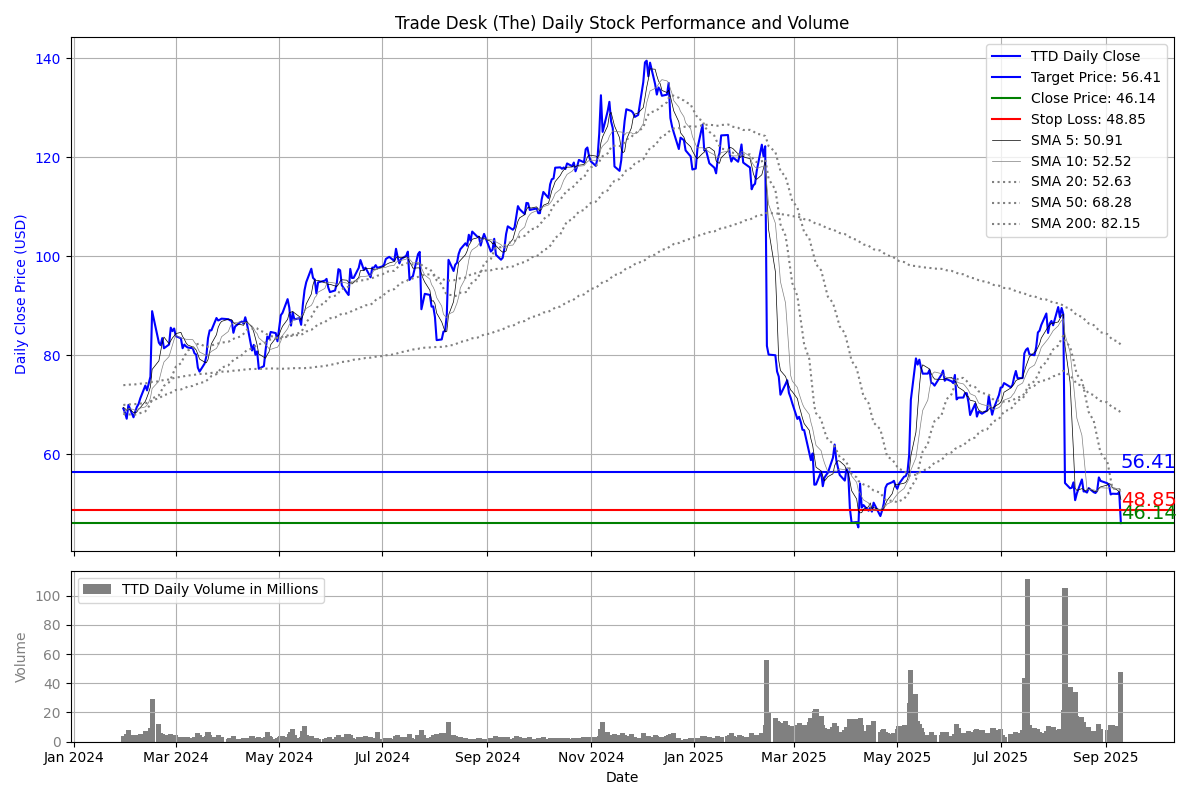 Trade Desk (The) Daily Stock Performance and Volume
Daily Close Price (USD)
140
120
100
80
60
TTD Daily Close
Target Price: 56.41
Close Price: 46.14
Stop Loss: 48.85
SMA 5: 50.91
SMA 10: 52.52
SMA 20: 52.63
SMA 50: 68.28
SMA 200: 82.15
56.41
48.85
46.14
Volume
100
80
60
40
20
0
TTD Daily Volume in Millions
Jan 2024
Mar 2024
May 2024
Jul 2024
Sep 2024
Nov 2024
Jan 2025
Mar 2025
May 2025
Jul 2025
Sep 2025
Date